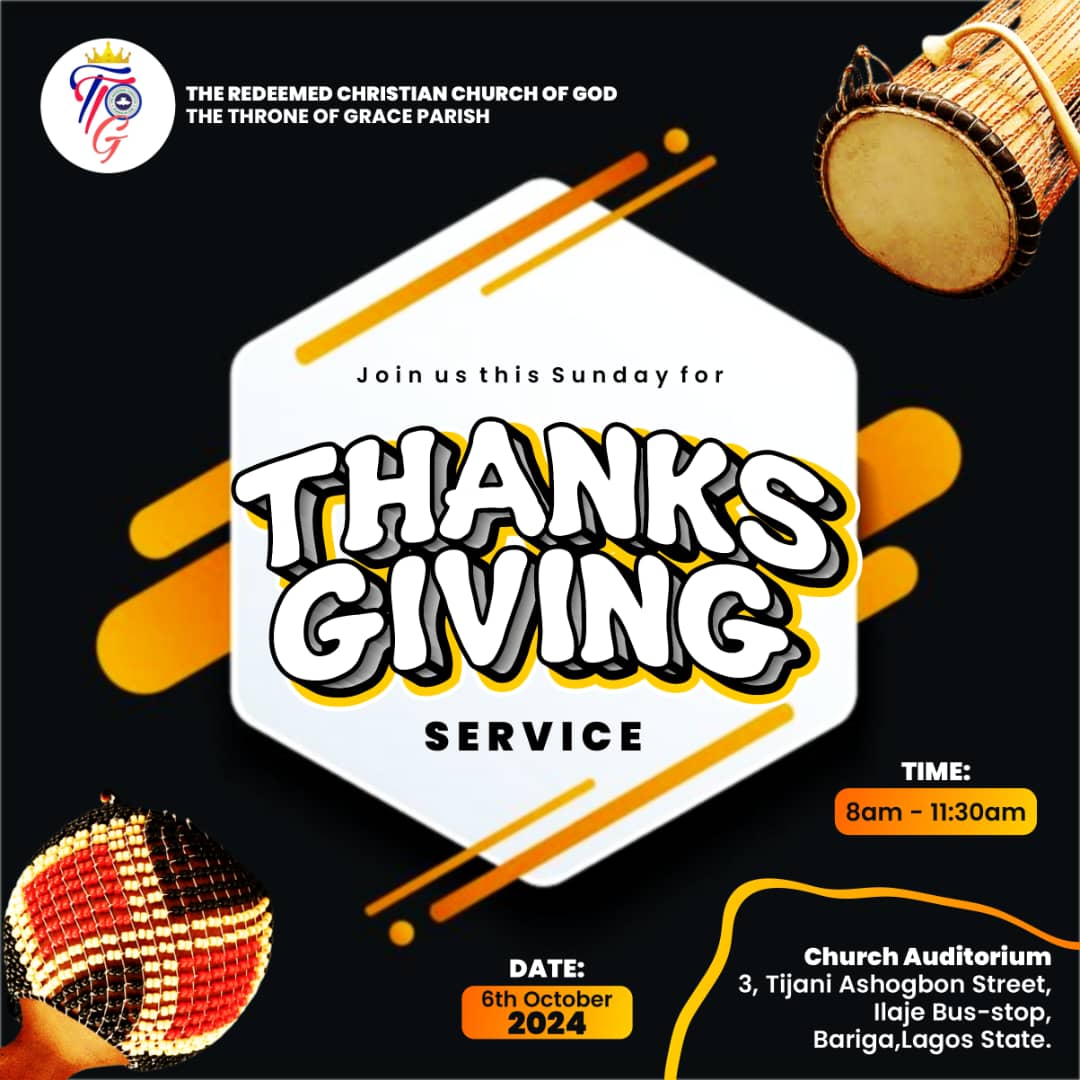 TTOG
THE REDEEMED CHRISTIAN CHURCH OF GOD
THE THRONE OF GRACE PARISH
Join us this Sunday for
THANKS
GIVING
SERVICE
TIME:
8am - 11:30am
DATE:
6th October
2024
Church Auditorium
3, Tijani Ashogbon Street,
Ilaje Bus-stop,
Bariga,Lagos State.